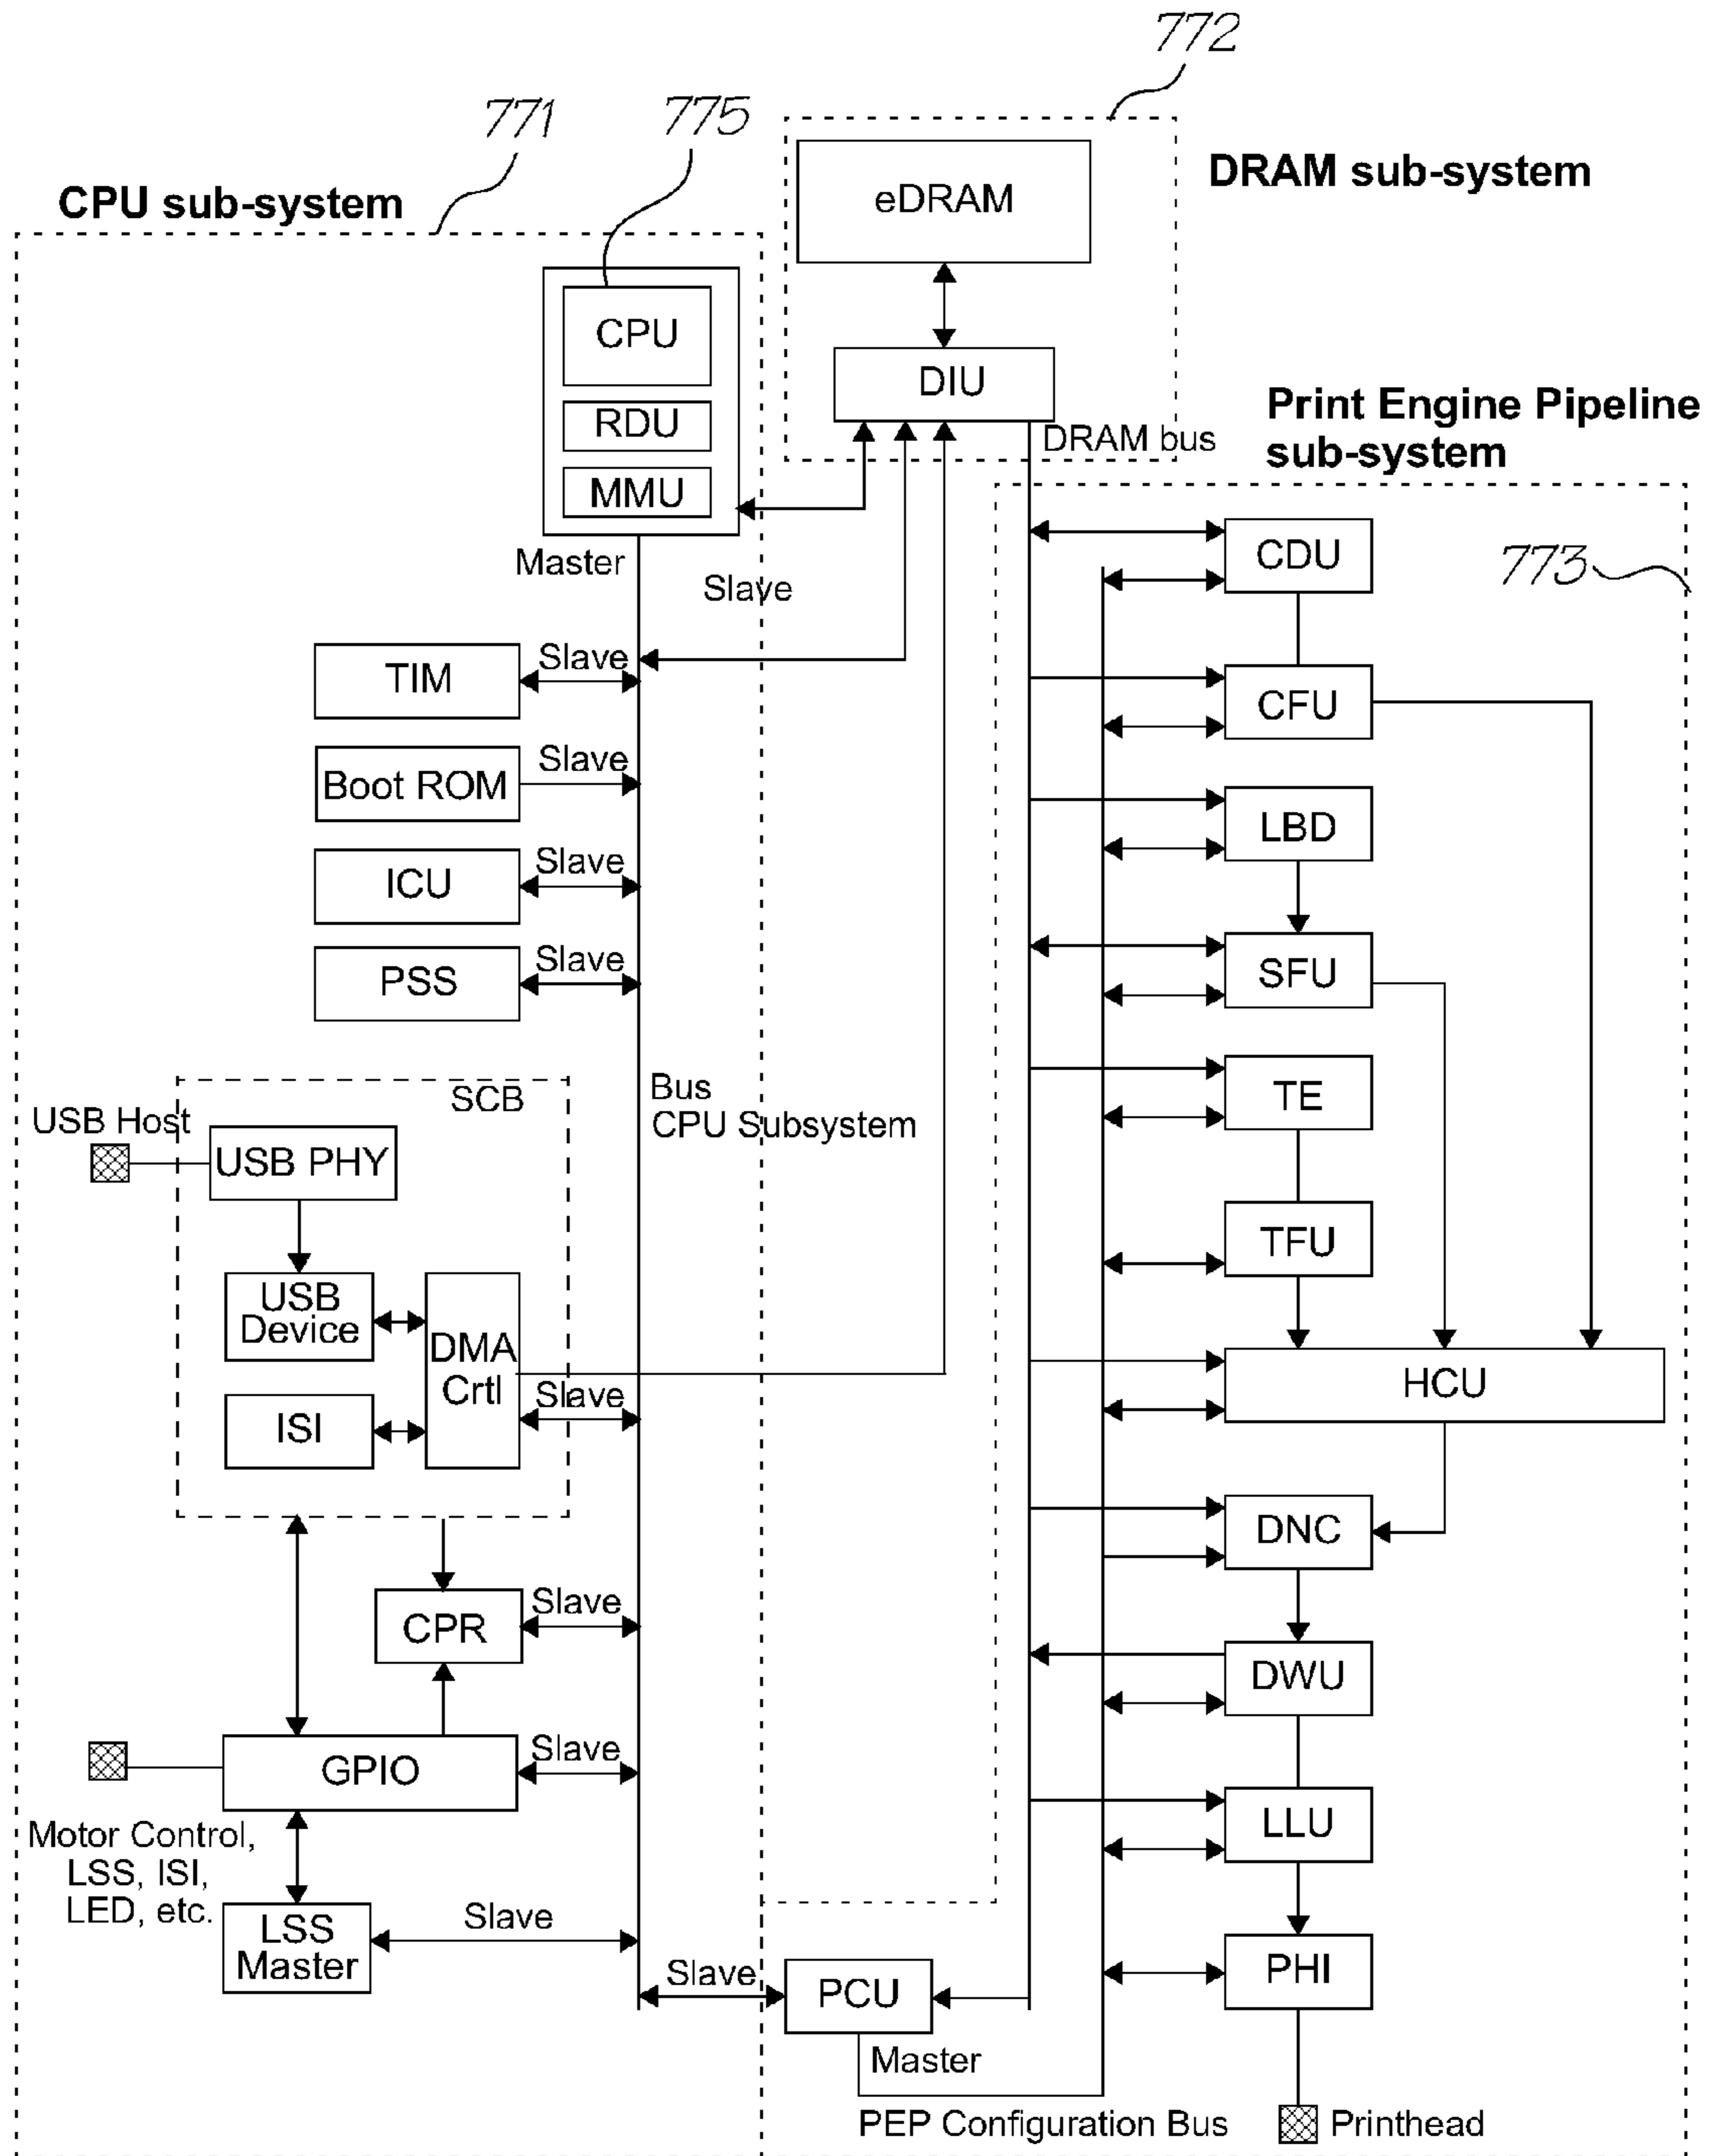 772
771
775
DRAM sub-system
CPU sub-system
eDRAM
CPU
DIU
RDU
DRAM bus
MMU
Print Engine Pipeline
sub-system
Master
Slave
CDU
773
TIM
Slave
CFU
Boot ROM
Slave
LBD
ICU
Slave
PSS
Slave
SFU
SCB
Bus
CPU Subsystem
TE
USB Host
USB PHY
TFU
USB
Device
DMA
Crtl
Slave
HCU
ISI
DNC
CPR
Slave
DWU
GPIO
Slave
LLU
Motor Control,
LSS, ISI,
LED, etc.
LSS
Master
Slave
Slave
PCU
PHI
Master
PEP Configuration Bus
Printhead